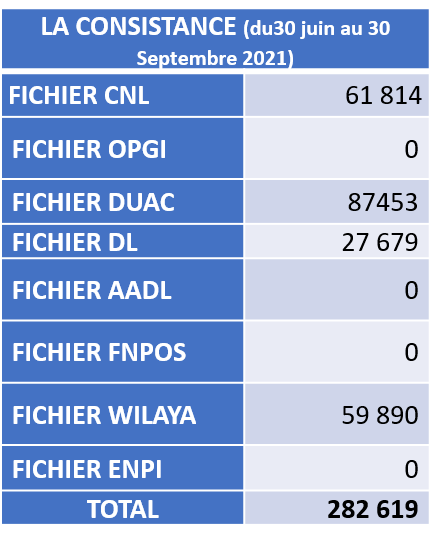 LA CONSISTANCE (du30 juin au 30
Septembre 2021)
FICHIER CNL 61 814
FICHIER OPGI 0
FICHIER DUAC 87453
FICHIER DL 27 679
FICHIER AADL 0
FICHIER FNPOS 0
FICHIER WILAYA 59 890
FICHIER ENPI 0
TOTAL 282 619